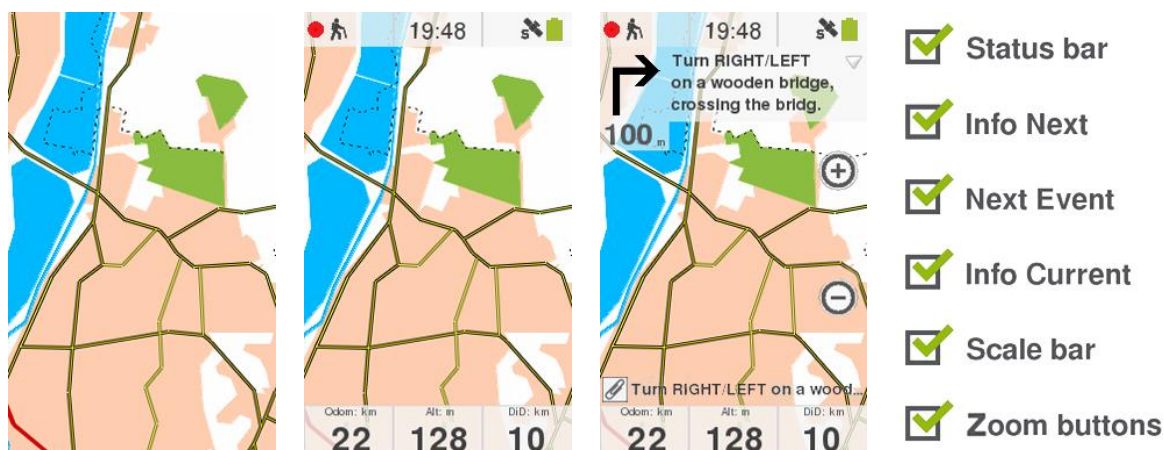 19:48
S
Odom: km
Alt: m
DiD: km
22
128
10
19:48
S
Turn RIGHT/LEFT
on a wooden bridge,
crossing the bridg.
100 m
Turn RIGHT/LEFT on a wood...
Odom: km
Alt: m
DiD: km
22
128
10
Status bar
Info Next
Next Event
Info Current
Scale bar
Zoom buttons